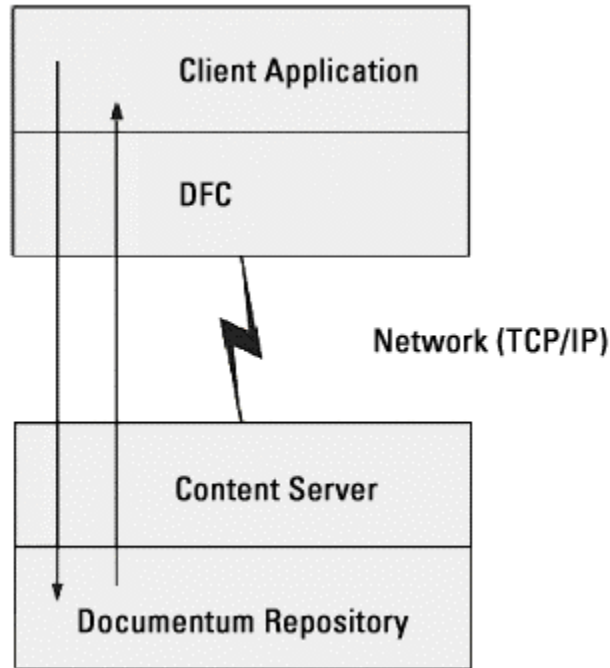 Client Application
DFC
Network (TCP/IP)
Content Server
Documentum Repository